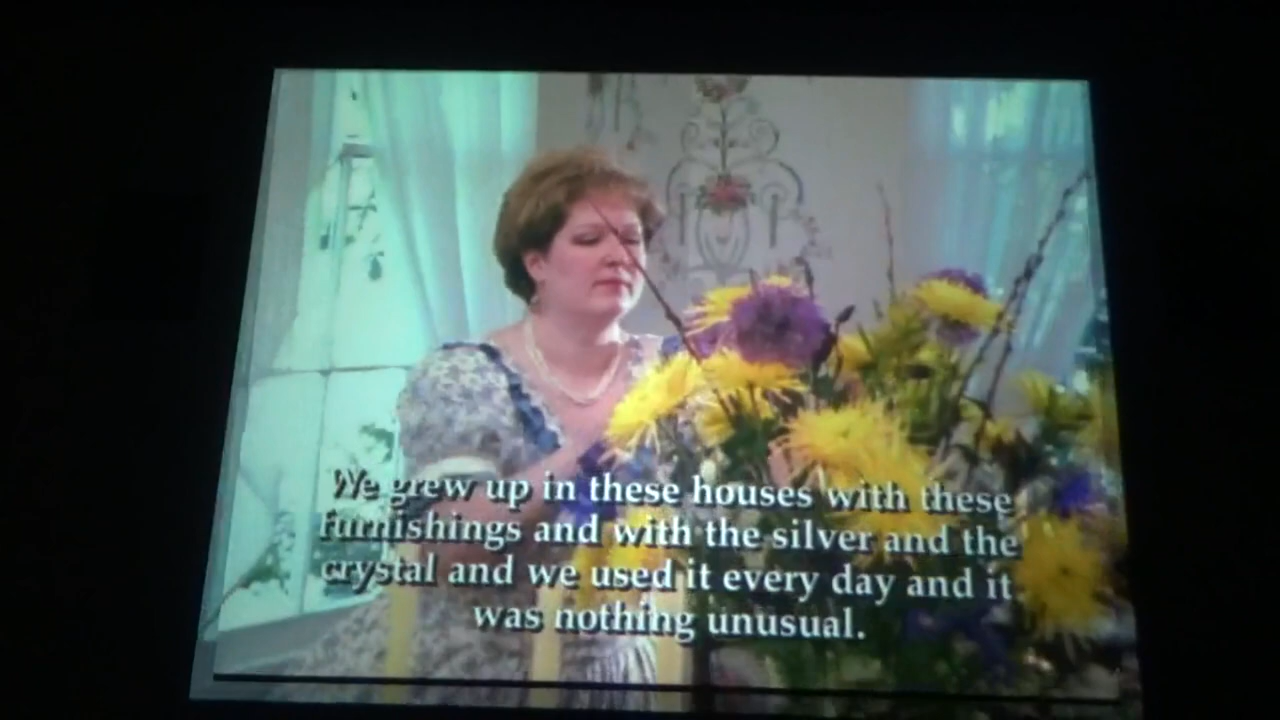 We grew up in these houses with these
furnishings and with the silver and the
crystal and we used it every day and it
was nothing unusual.